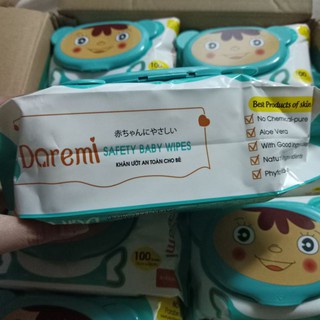 赤ちゃんにやさしい
Daremi
SAFETY BABY WIPES
KHĂN ƯỚT AN TOÀN CHO BÉ
Best Products of skin
No Chemical-pure
Aloe Vera
With Good
Phyto
100
100